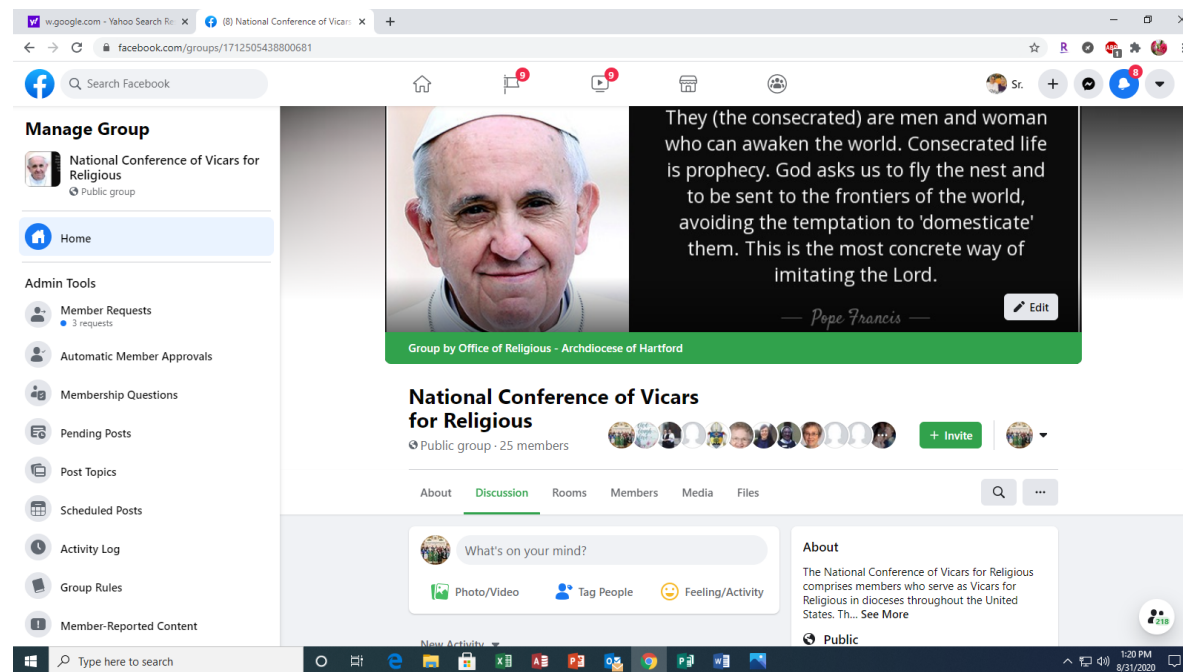 w.google.com - Yahoo Search Re
(8) National Conference of Vicars
facebook.com/groups/1712505438800681
R
ABP
1
Search Facebook
9
9
Sr.
8
Manage Group
National Conference of Vicars for
Religious
Public group
Home
Admin Tools
Member Requests
3 requests
Automatic Member Approvals
Membership Questions
Pending Posts
Post Topics
Scheduled Posts
Activity Log
Group Rules
Member-Reported Content
They (the consecrated) are men and woman
who can awaken the world. Consecrated life
is prophecy. God asks us to fly the nest and
to be sent to the frontiers of the world,
avoiding the temptation to 'domesticate'
them. This is the most concrete way of
imitating the Lord.
— Pope Francis —
Edit
Group by Office of Religious - Archdiocese of Hartford
National Conference of Vicars
for Religious
Public group · 25 members
+ Invite
About
Discussion
Rooms
Members
Media
Files
What's on your mind?
Photo/Video
Tag People
Feeling/Activity
New Activity
About
The National Conference of Vicars for Religious
comprises members who serve as Vicars for
Religious in dioceses throughout the United
States. Th... See More
Public
218
Type here to search
1:20 PM
8/31/2020